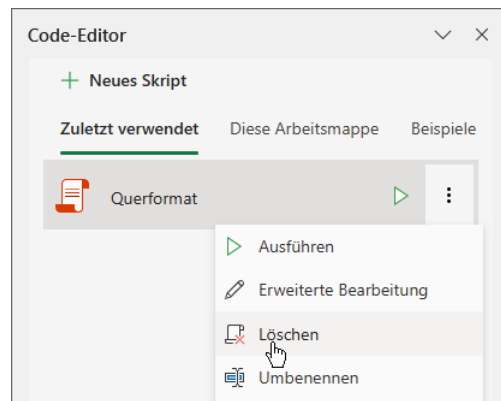 Code-Editor
Neues Skript
Zuletzt verwendet Diese Arbeitsmappe Beispiele
Querformat
Ausführen
Erweiterte Bearbeitung
Löschen
Umbenennen